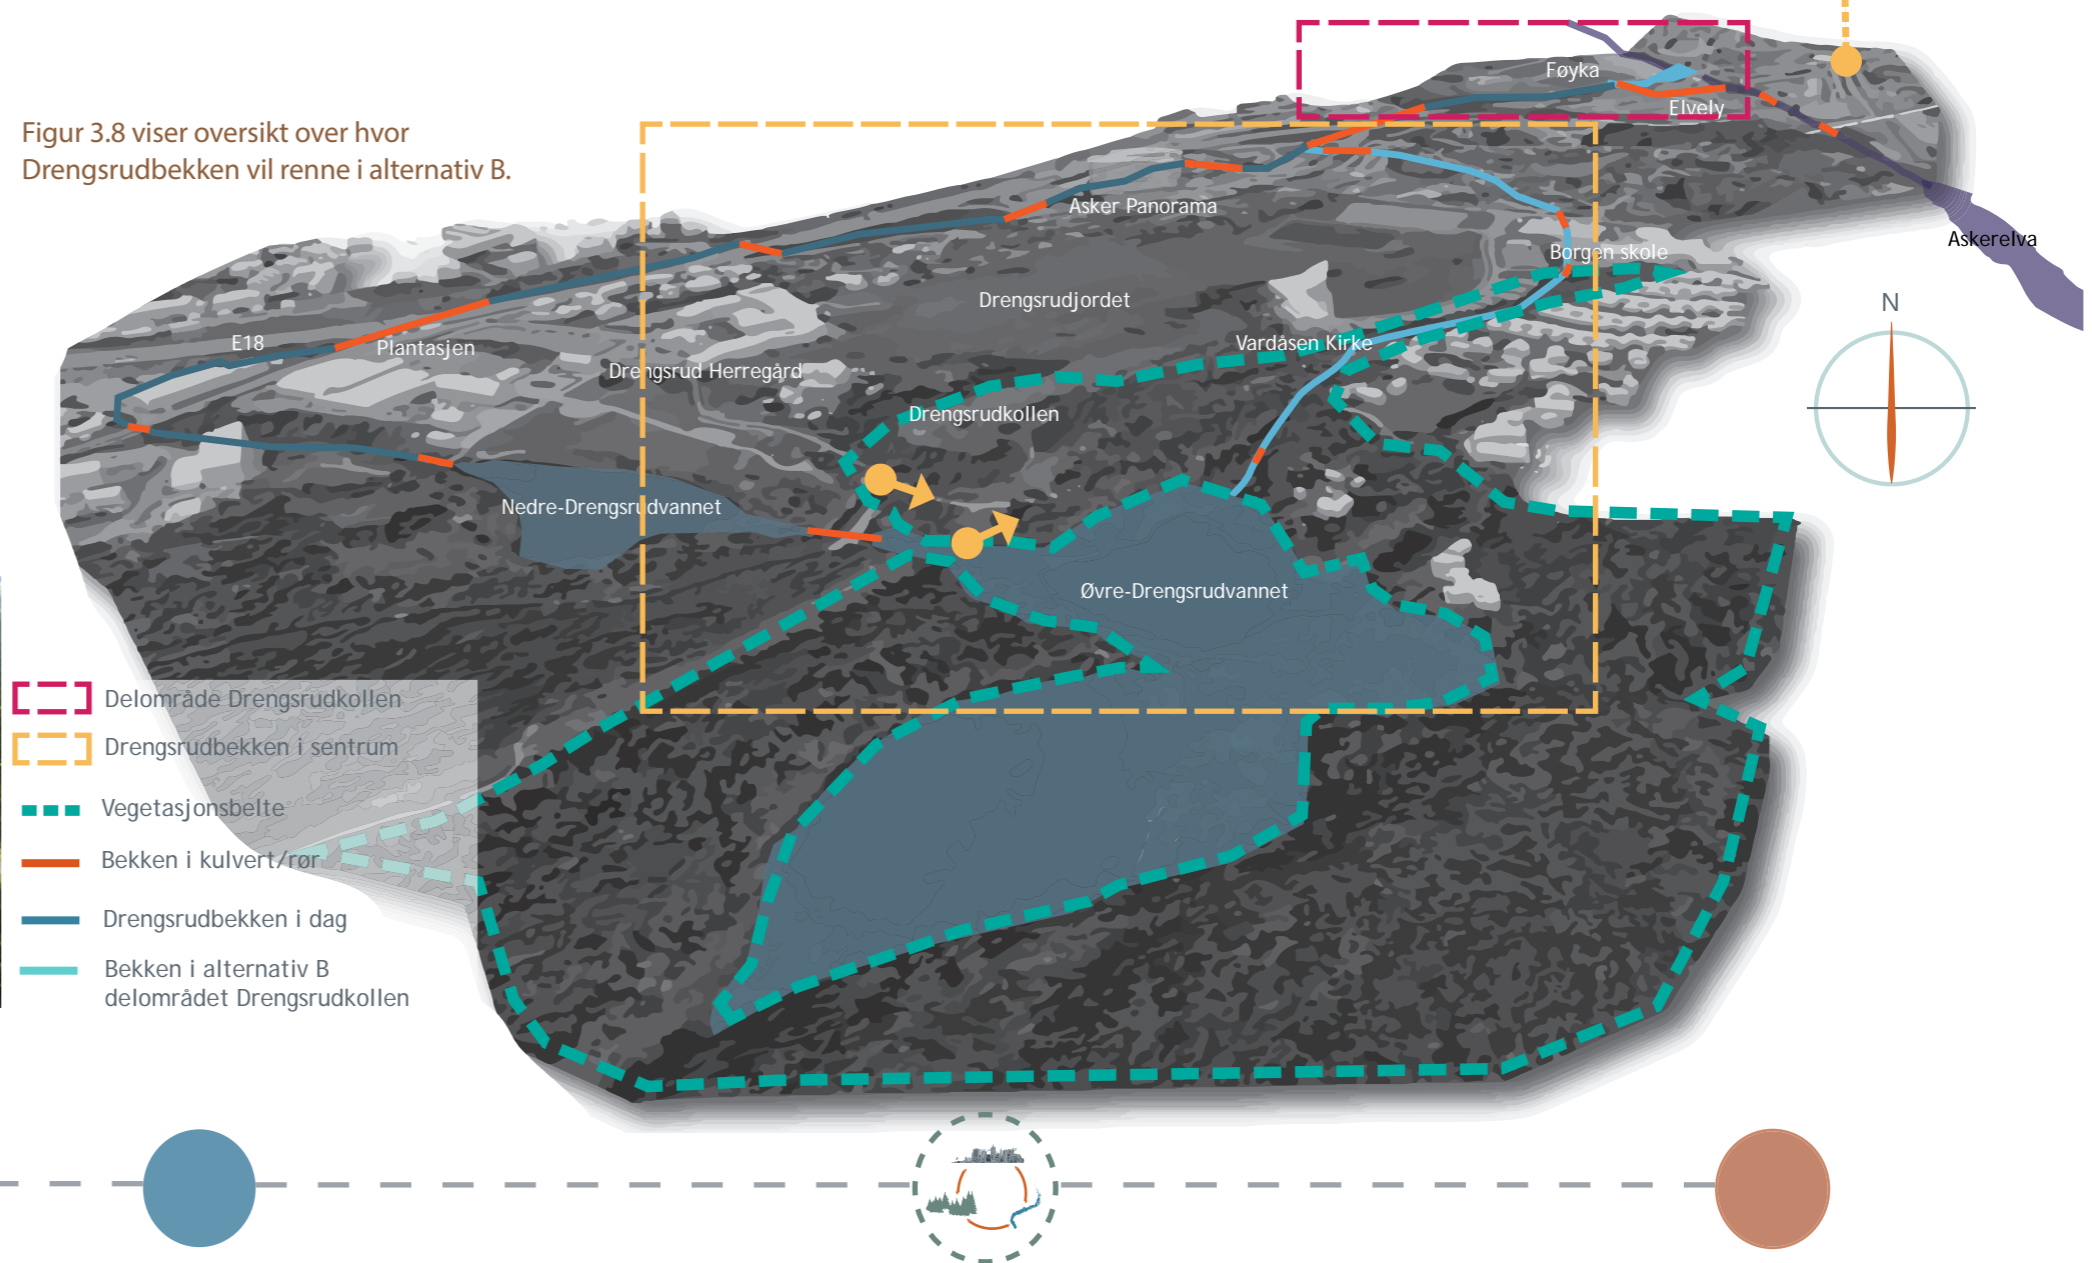 Figur 3.8 viser oversikt over hvor
Drengsrudbekken vil renne i alternativ B.
Føyka
Elvely
Asker Panorama
Askerelva
Borgen skole
Drengsrudjordet
N
E18
Plantasjen
Vardåsen Kirke
Drengsrud Herregård
Drengsrudkollen
Nedre-Drengsrudvannet
Øvre-Drengsrudvannet
Delområde Drengsrudkollen
Drengsrudbekken i sentrum
Vegetasjonsbelte
Bekken i kulvert/rør
Drengsrudbekken i dag
Bekken i alternativ B
delområdet Drengsrudkollen